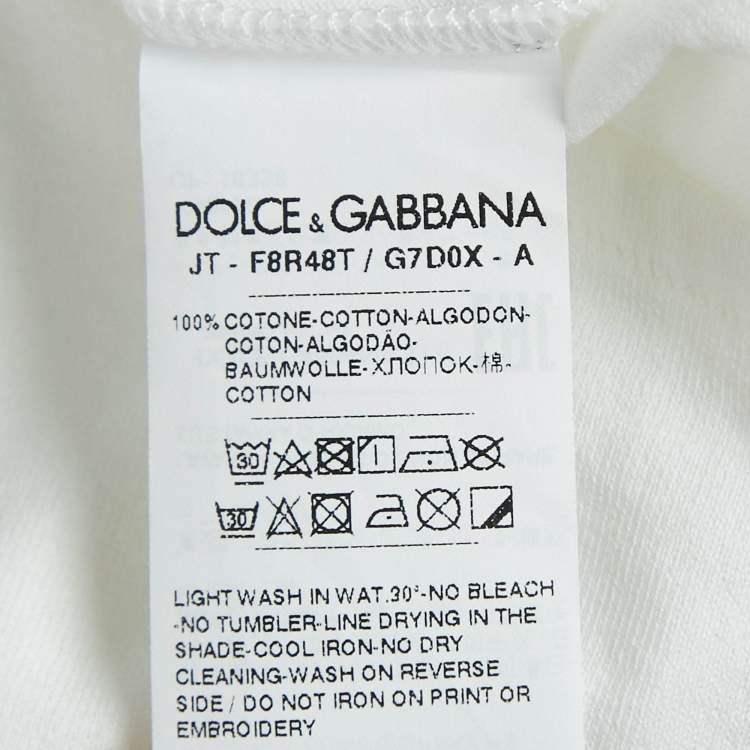 DOLCE & GABBANA
JT - F8R48T / G7D0X - A
100% COTONE-COTTON-ALGODON-
COTON-ALGODÃO-
BAUMWOLLE-ХЛОПОК-棉-
COTTON
30
30
LIGHT WASH IN WAT.30°-NO BLEACH
-NO TUMBLER-LINE DRYING IN THE
SHADE-COOL IRON-NO DRY
CLEANING-WASH ON REVERSE
SIDE / DO NOT IRON ON PRINT OR
EMBROIDERY